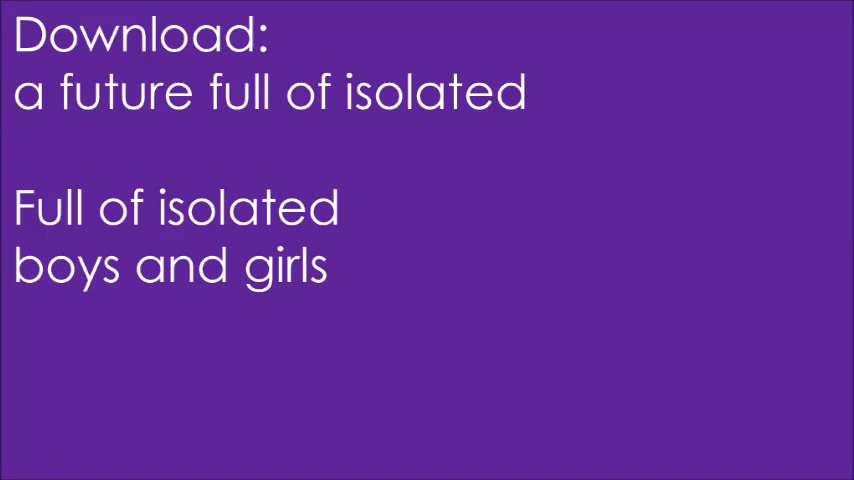 Download:
a future full of isolated
Full of isolated
boys and girls